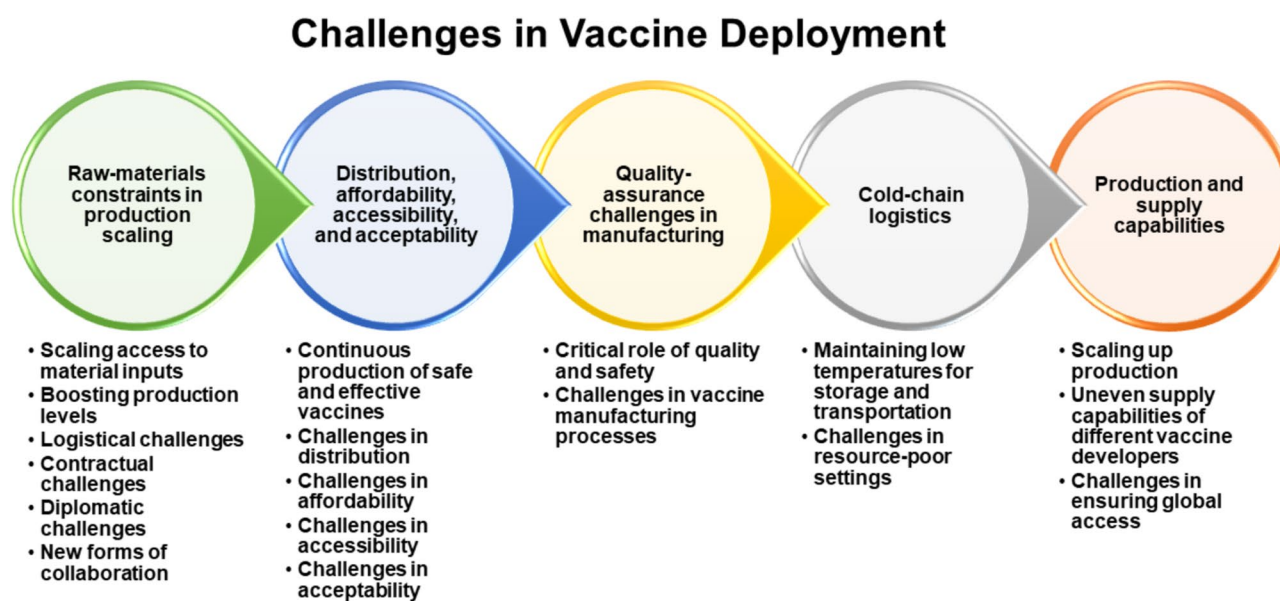 Challenges in Vaccine Deployment
Raw-materials
constraints in
production
scaling
Distribution,
affordability,
accessibility,
and acceptability
Quality-
assurance
challenges in
manufacturing
Cold-chain
logistics
Production and
supply
capabilities
• Scaling access to
material inputs
• Boosting production
levels
• Logistical challenges
• Contractual
challenges
• Diplomatic
challenges
• New forms of
collaboration
• Continuous
production of safe
and effective
vaccines
• Challenges in
distribution
• Challenges in
affordability
• Challenges in
accessibility
• Challenges in
acceptability
• Critical role of quality
and safety
• Challenges in vaccine
manufacturing
processes
• Maintaining low
temperatures for
storage and
transportation
• Challenges in
resource-poor
settings
• Scaling up
production
• Uneven supply
capabilities of
different vaccine
developers
• Challenges in
ensuring global
access